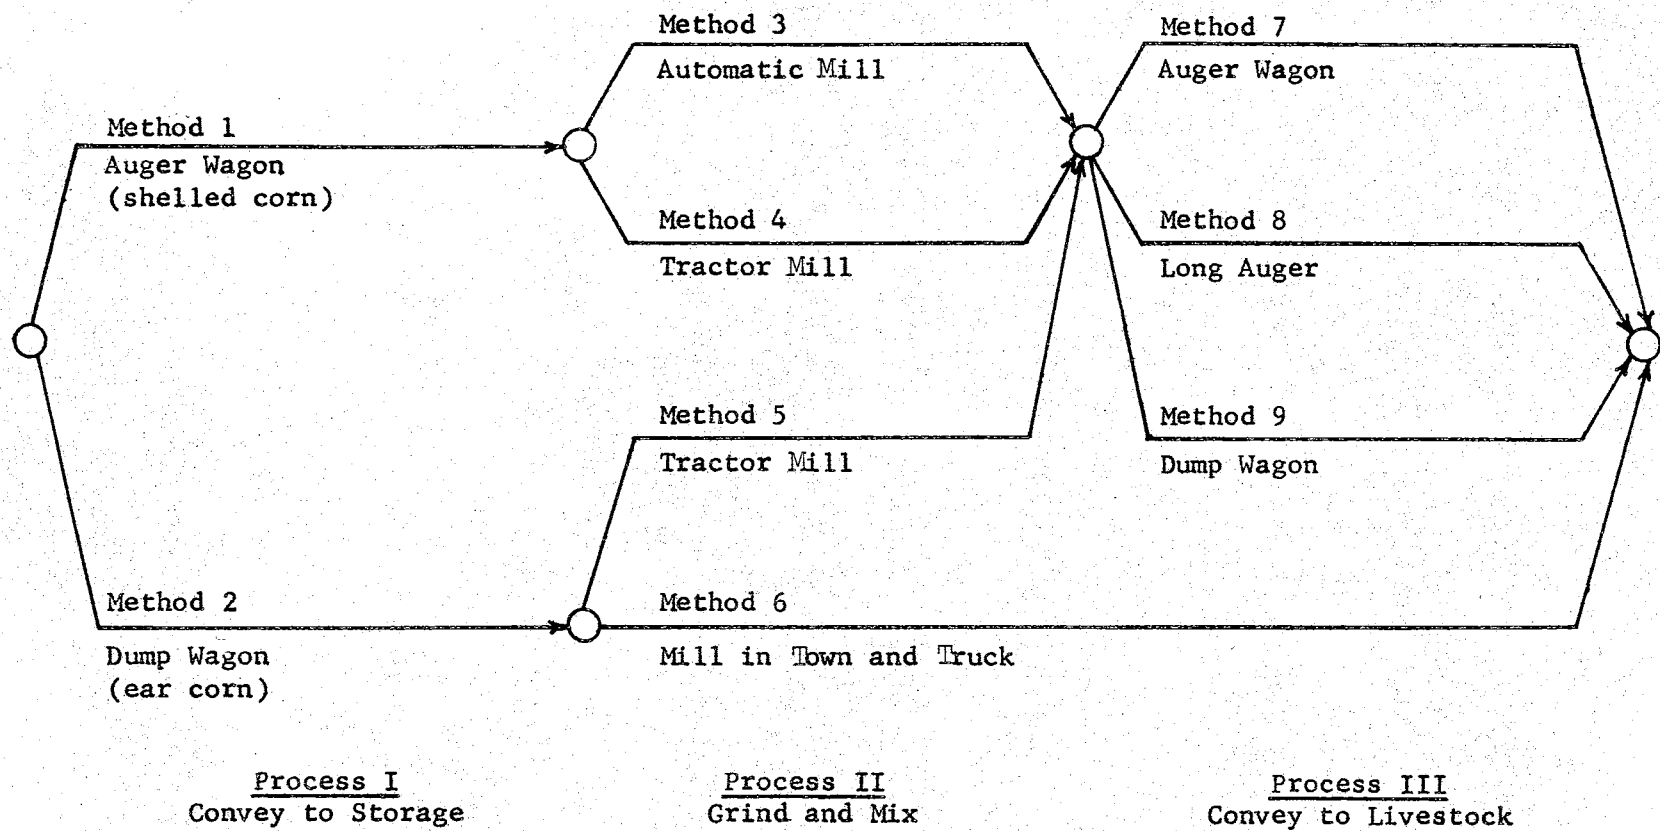 Method 1
Auger Wagon
(shelled corn)
Method 2
Dump Wagon
(ear corn)
Method 3
Automatic Mill
Method 4
Tractor Mill
Method 5
Tractor Mill
Method 6
Mill in Town and Truck
Method 7
Auger Wagon
Method 8
Long Auger
Method 9
Dump Wagon
Process I
Convey to Storage
Process II
Grind and Mix
Process III
Convey to Livestock